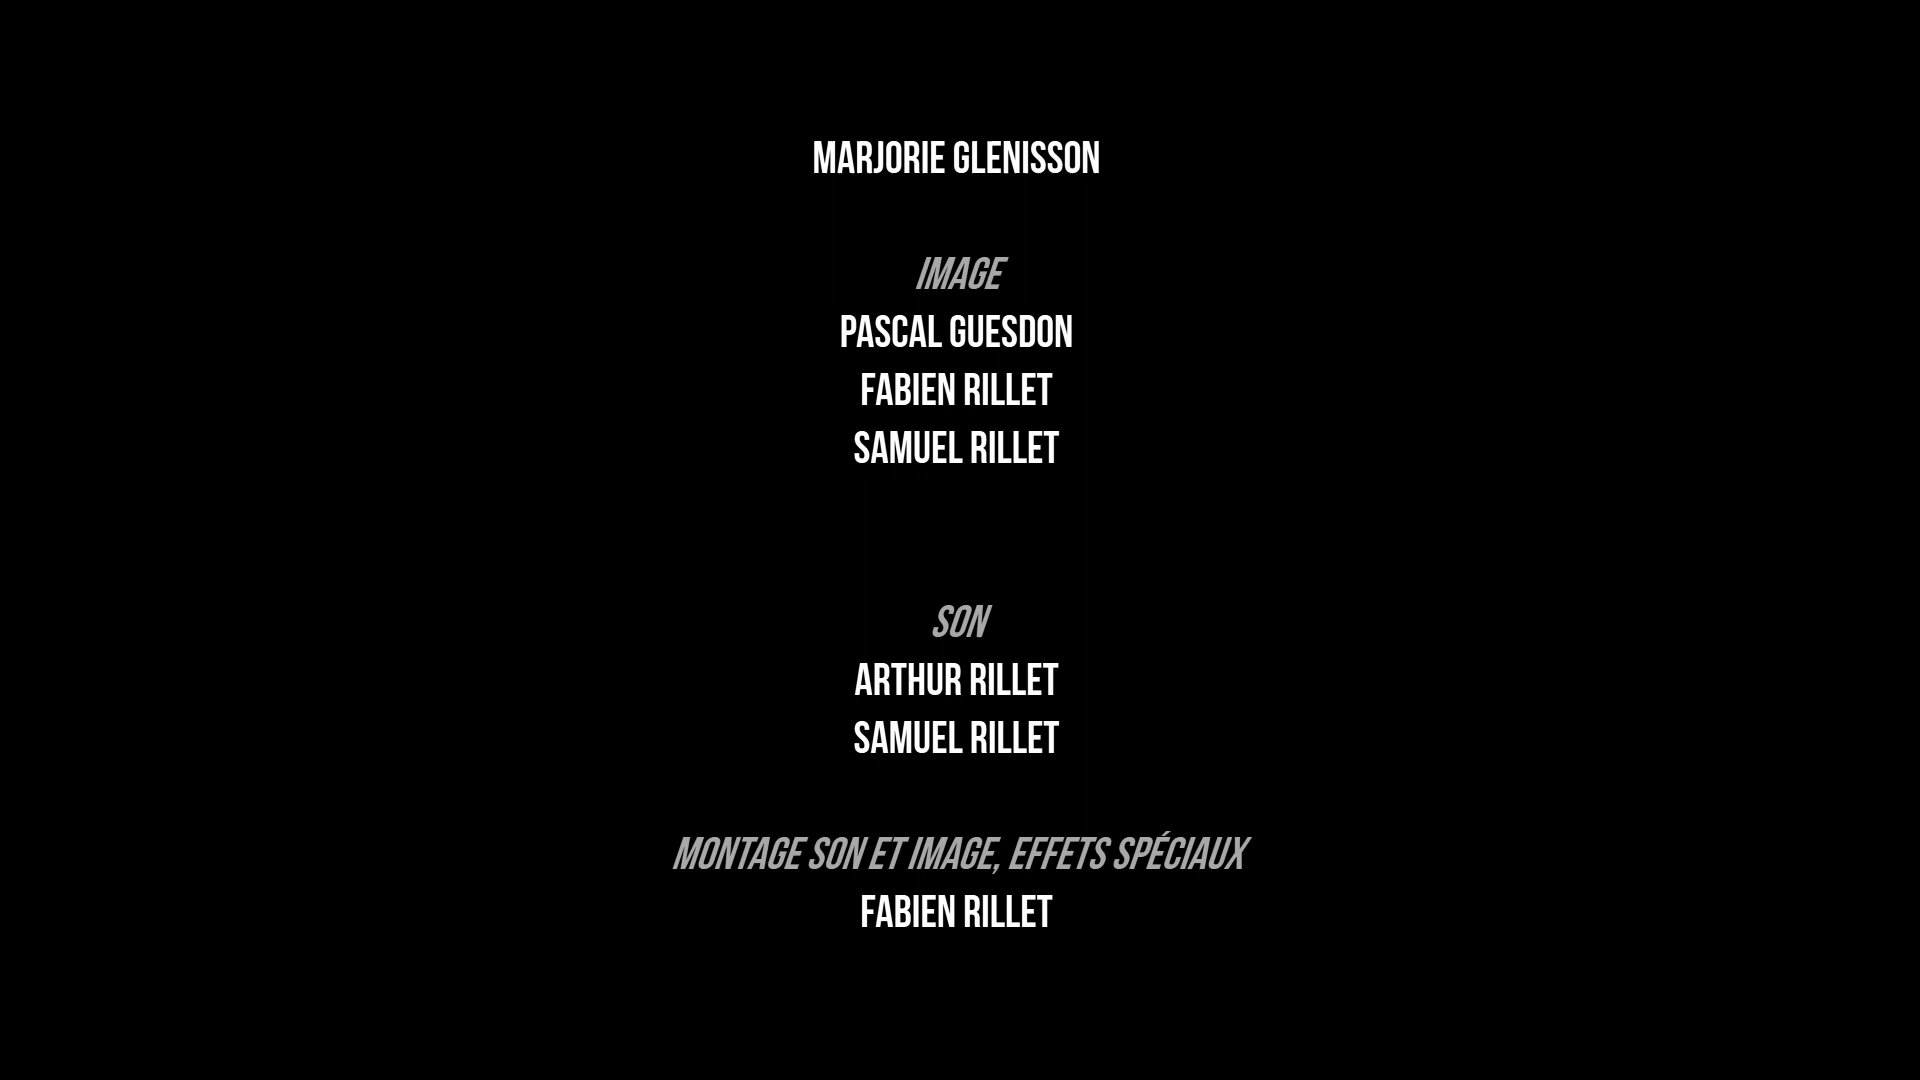 MARJORIE GLENISSON
IMAGE
PASCAL GUESDON
FABIEN RILLET
SAMUEL RILLET
SON
ARTHUR RILLET
SAMUEL RILLET
MONTAGE SON ET IMAGE, EFFETS SPÉCIAUX
FABIEN RILLET